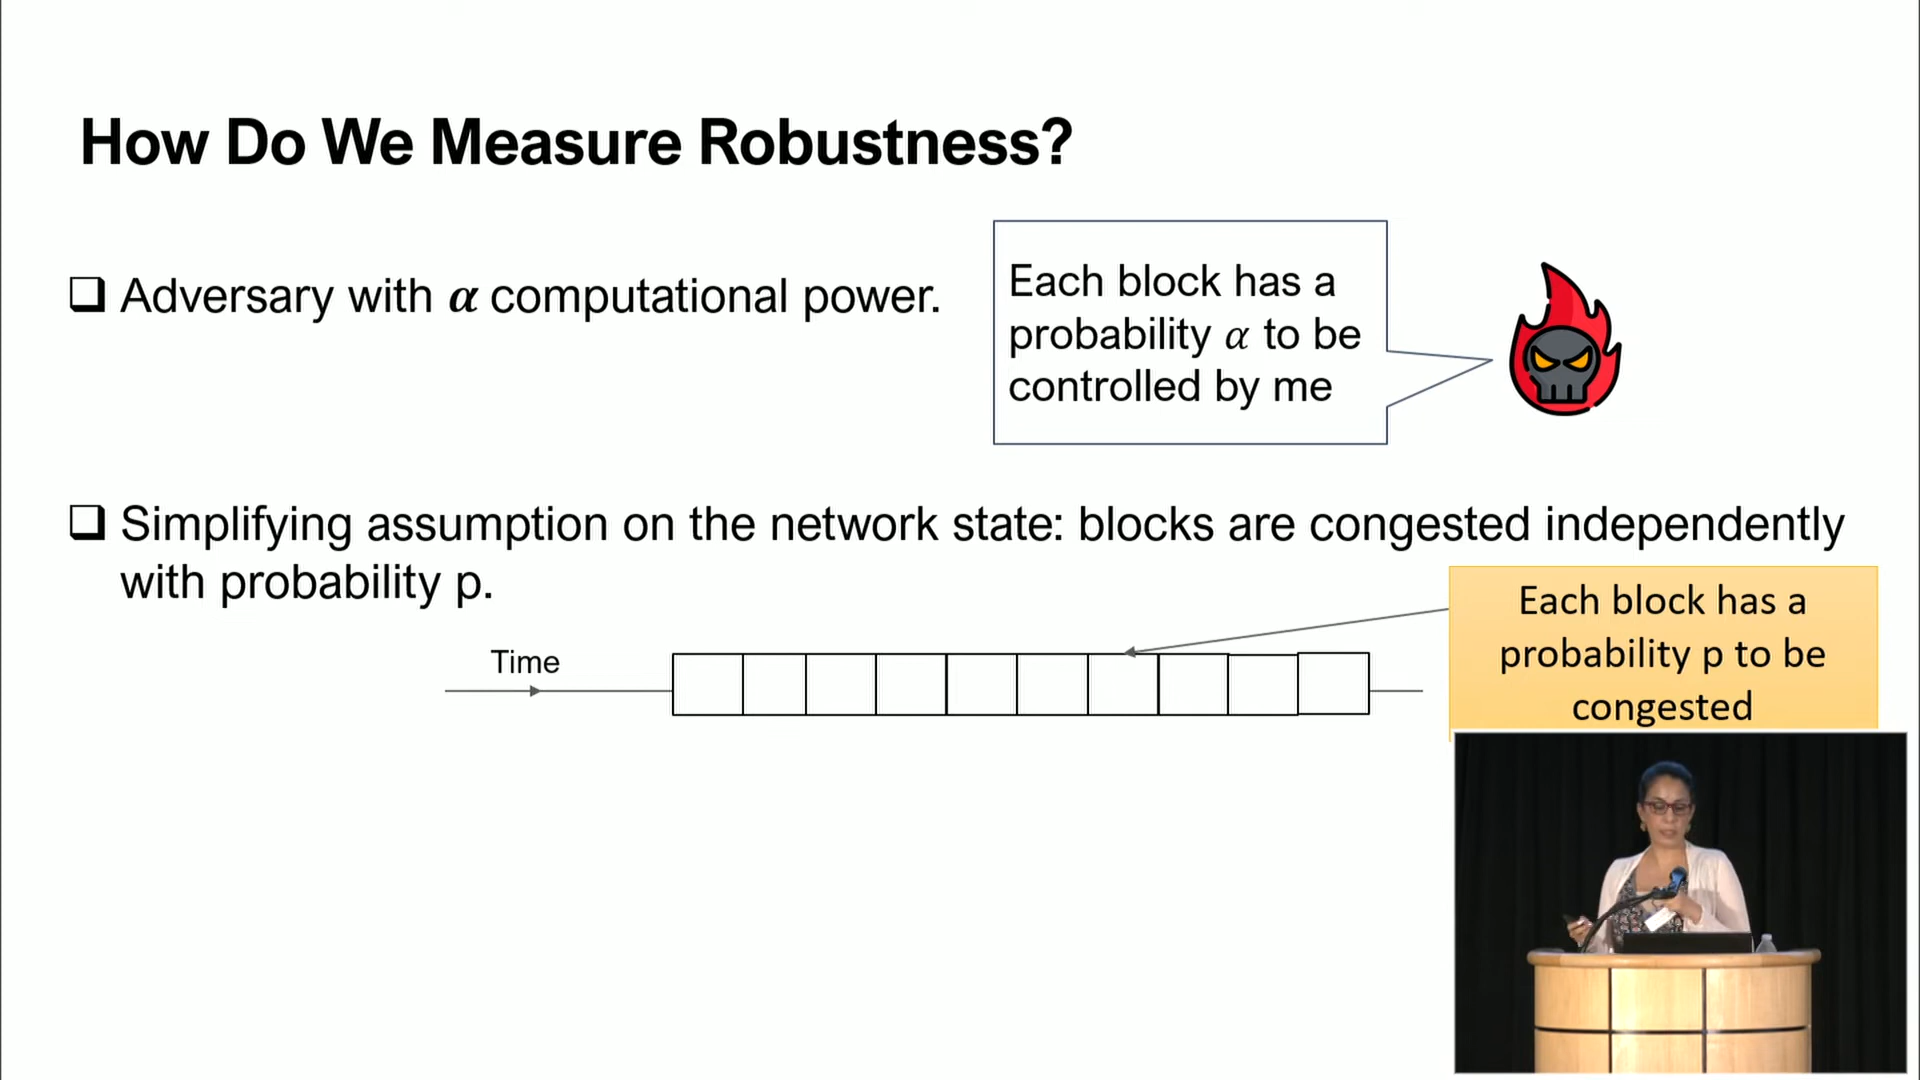 How Do We Measure Robustness?
Adversary with α computational power.
Each block has a
probability α to be
controlled by me
Simplifying assumption on the network state: blocks are congested independently
with probability p.
Time
Each block has a
probability p to be
congested